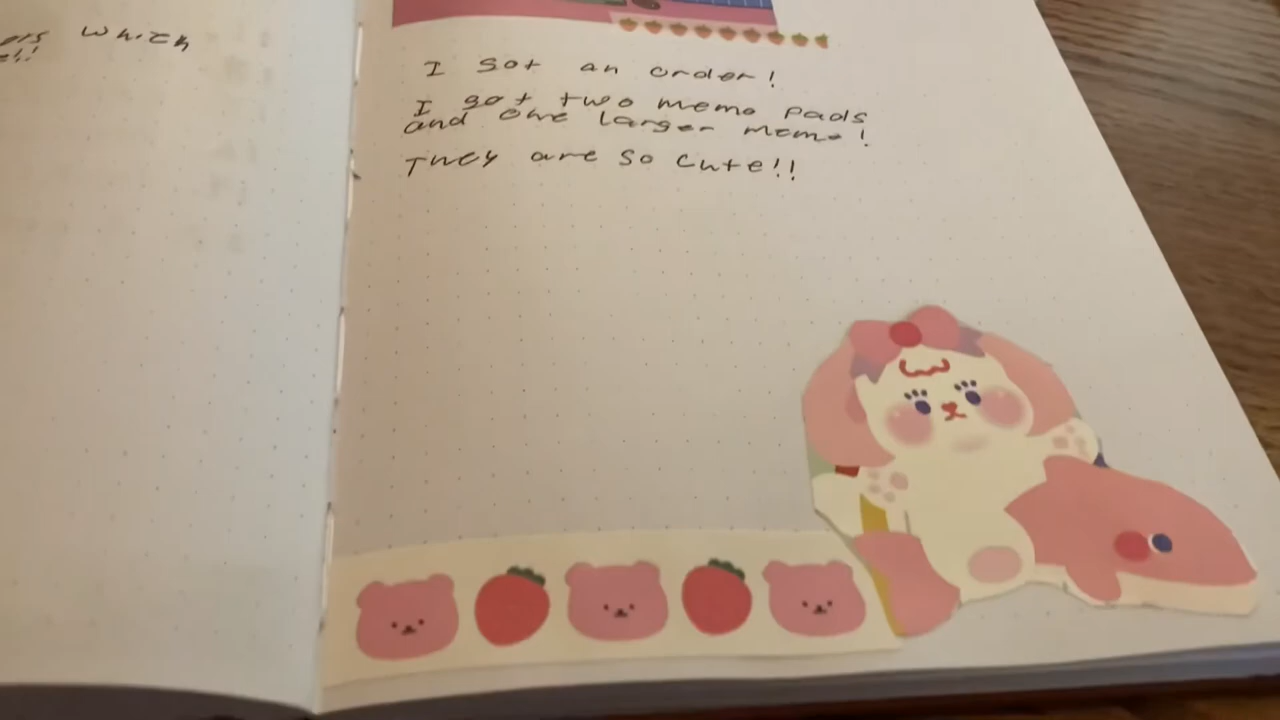 which
I got an order!
I got two memo pads
and one larger memo!
They are so cute!!